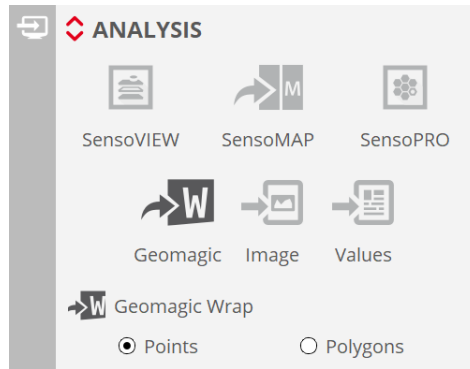 ANALYSIS
M
SensoVIEW SensoMAP SensoPRO
W
Geomagic Image Values
W Geomagic Wrap
Points Polygons